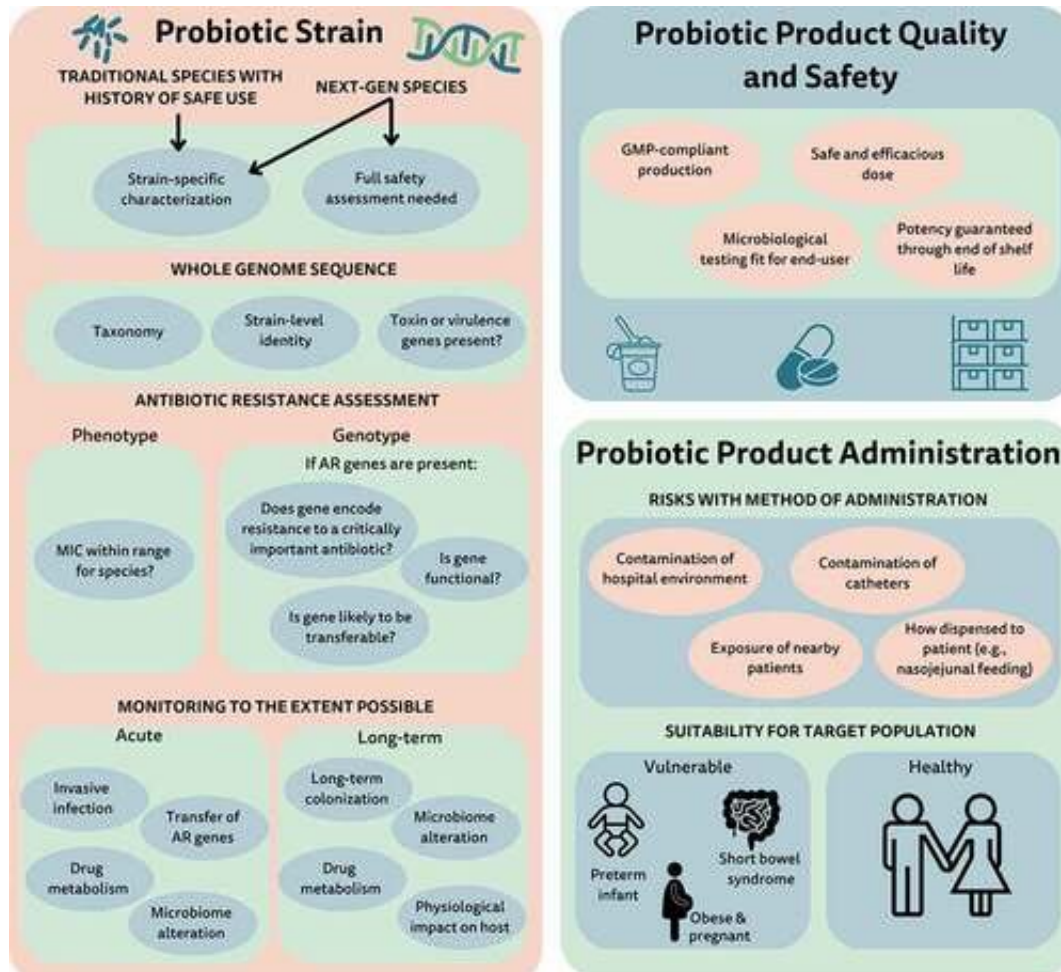 Probiotic Strain
TRADITIONAL SPECIES WITH
HISTORY OF SAFE USE
NEXT-GEN SPECIES
Strain-specific
characterization
Full safety
assessment needed
WHOLE GENOME SEQUENCE
Taxonomy
Strain-level
identity
Toxin or virulence
genes present?
ANTIBIOTIC RESISTANCE ASSESSMENT
Phenotype
MIC within range
for species?
Genotype
If AR genes are present:
Does gene encode
resistance to a critically
important antibiotic?
Is gene
functional?
Is gene likely to be
transferable?
MONITORING TO THE EXTENT POSSIBLE
Acute
Invasive
infection
Transfer of
AR genes
Drug
metabolism
Microbiome
alteration
Long-term
Long-term
colonization
Microbiome
alteration
Drug
metabolism
Physiological
impact on host
Probiotic Product Quality
and Safety
GMP-compliant
production
Safe and efficacious
dose
Microbiological
testing fit for end-user
Potency guaranteed
through end of shelf
life
Probiotic Product Administration
RISKS WITH METHOD OF ADMINISTRATION
Contamination of
hospital environment
Contamination of
catheters
Exposure of nearby
patients
How dispensed to
patient (e.g.,
nasojejunal feeding)
SUITABILITY FOR TARGET POPULATION
Vulnerable
Preterm
infant
Short bowel
syndrome
Obese &
pregnant
Healthy